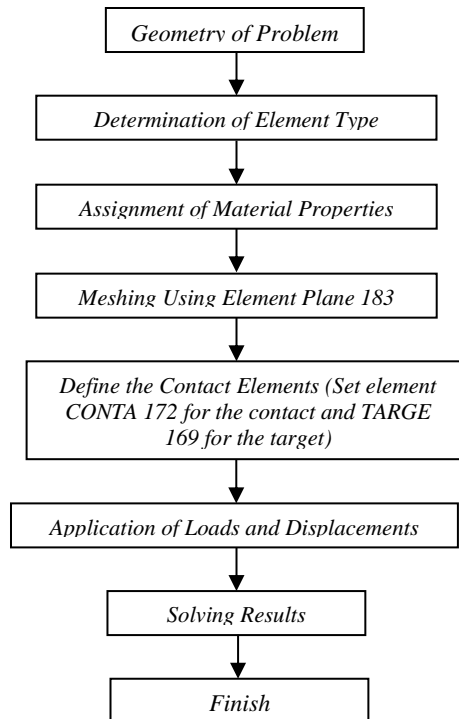 Geometry of Problem
Determination of Element Type
Assignment of Material Properties
Meshing Using Element Plane 183
Define the Contact Elements (Set element
CONTA 172 for the contact and TARGE
169 for the target)
Application of Loads and Displacements
Solving Results
Finish